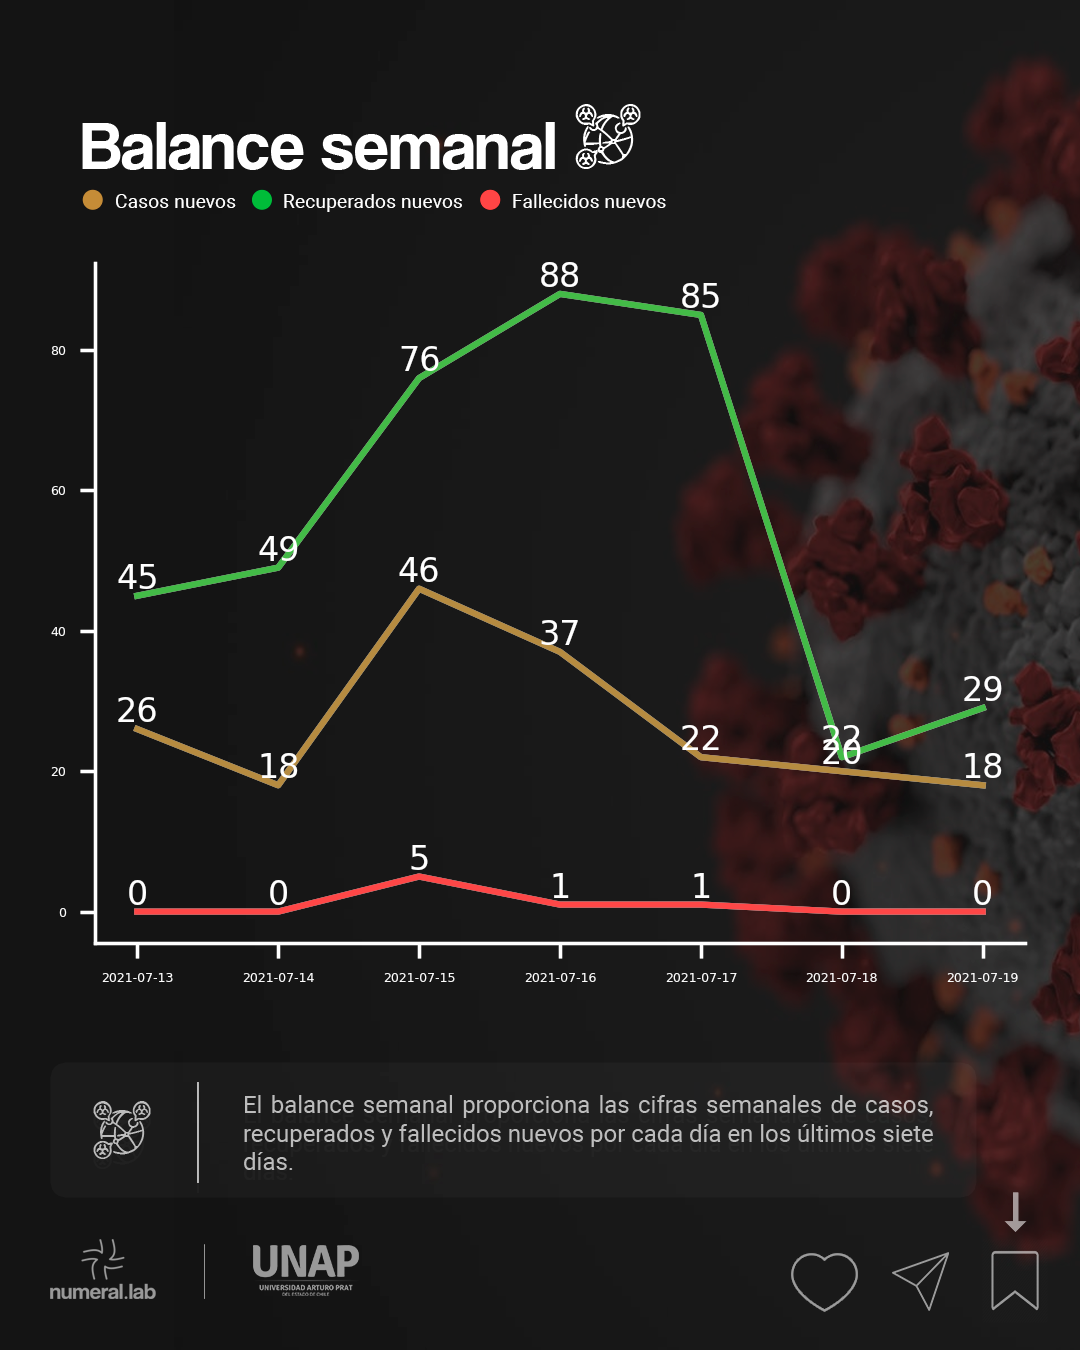 Balance semanal
Casos nuevos Recuperados nuevos Fallecidos nuevos
88
85
80
76
60
49
45
46
40
37
26
29
22
22
20
18
18
20
5
0 0 1 1 0 0
0
2021-07-13 2021-07-14 2021-07-15 2021-07-16 2021-07-17 2021-07-18 2021-07-19
El balance semanal proporciona las cifras semanales de casos,
recuperados y fallecidos nuevos por cada día en los últimos siete
días.
numeral.lab
UNAP
UNIVERSIDAD ARTURO PRAT
DEL ESTADO DE CHILE